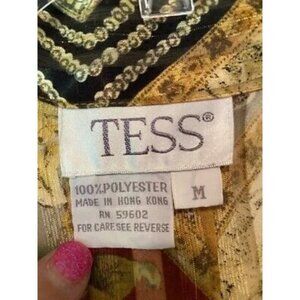 TESS®
100%POLYESTER
MADE IN HONG KONG
RN 59602
FOR CARE,SEE REVERSE
M